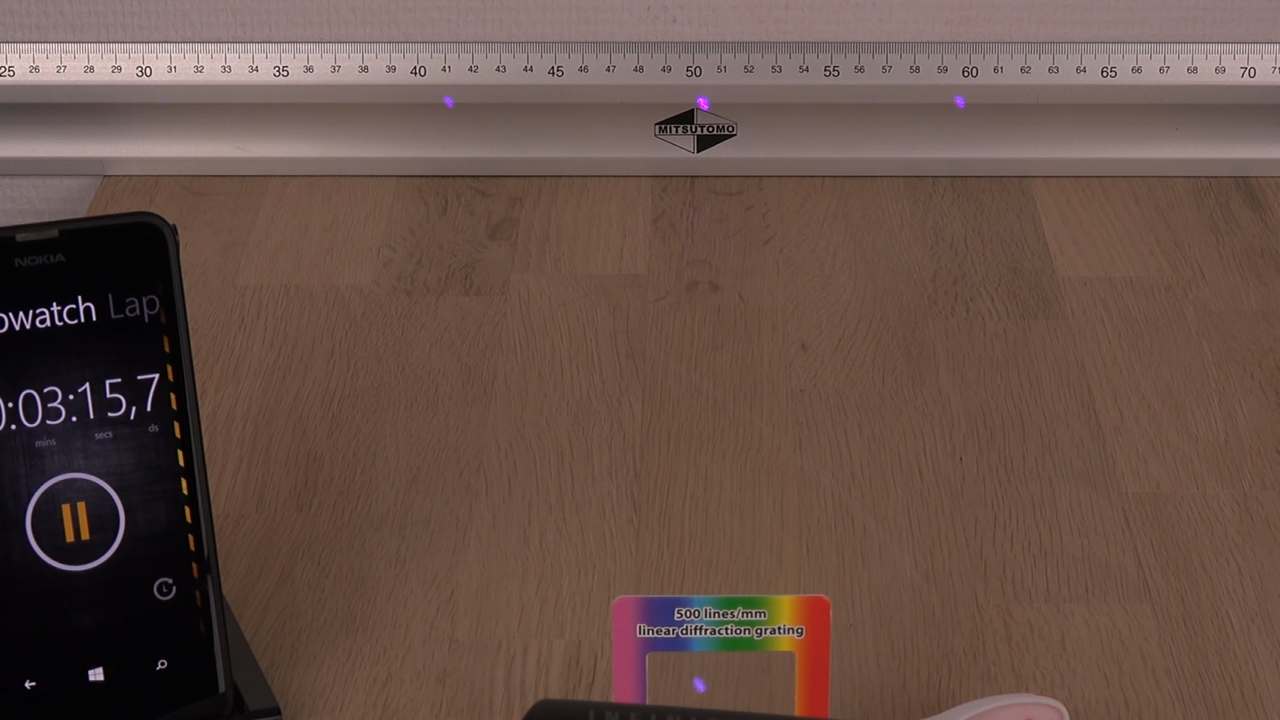 25 26 27 28 29 30 31 32 33 34 35 36 37 38 39 40 41 42 43 44 45 46 47 48 49 50 51 52 53 54 55 56 57 58 59 60 61 62 63 64 65 66 67 68 69 70
MITSUTOMO
NOKIA
owatch Lap
0:03:15,7
mins secs ds
500 lines/mm
linear diffraction grating